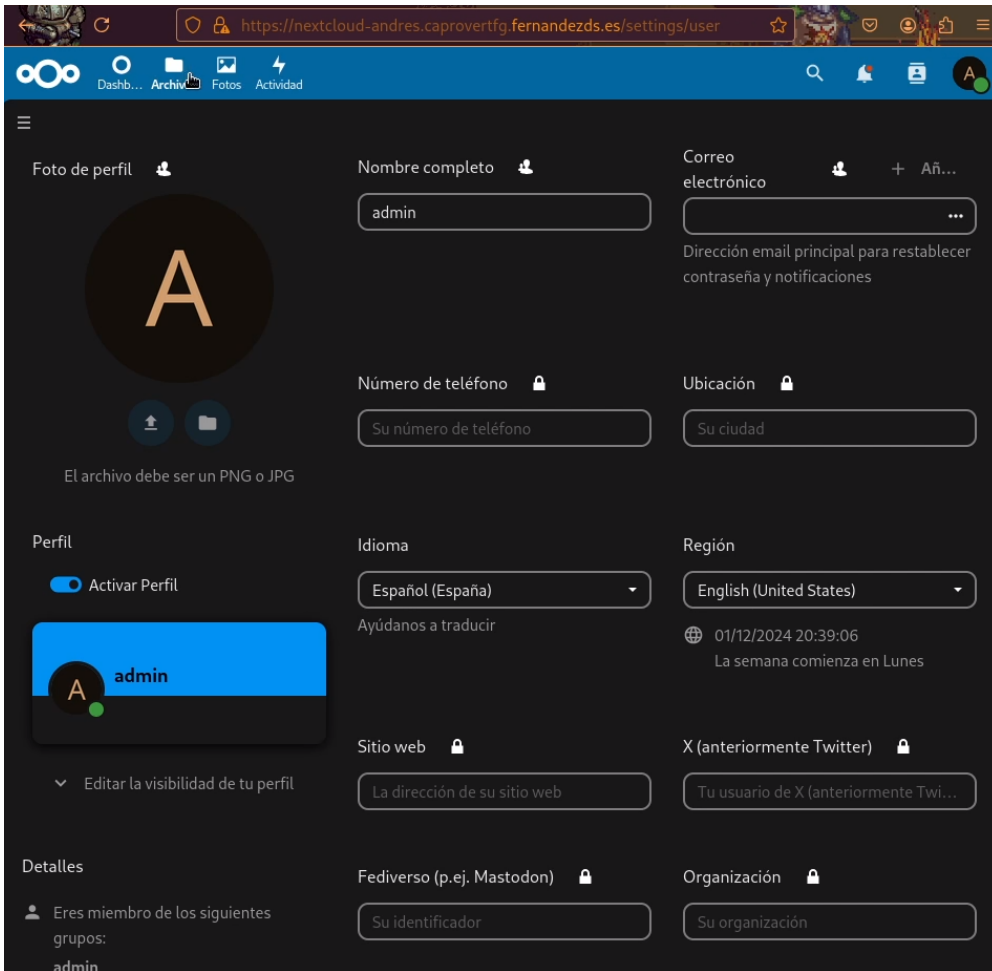 https://nextcloud-andres.caprovertfg.fernandezds.es/settings/user
Dashb... Archiv Fotos Actividad
A
Foto de perfil
A
El archivo debe ser un PNG o JPG
Nombre completo
admin
Correo
electrónico
+ Añ...
...
Dirección email principal para restablecer
contraseña y notificaciones
Número de teléfono
Su número de teléfono
Ubicación
Su ciudad
Perfil
Activar Perfil
admin
A
Editar la visibilidad de tu perfil
Idioma
Español (España)
Ayúdanos a traducir
Región
English (United States)
01/12/2024 20:39:06
La semana comienza en Lunes
Sitio web
La dirección de su sitio web
X (anteriormente Twitter)
Tu usuario de X (anteriormente Twi...
Detalles
Eres miembro de los siguientes
grupos:
admin
Fediverso (p.ej. Mastodon)
Su identificador
Organización
Su organización